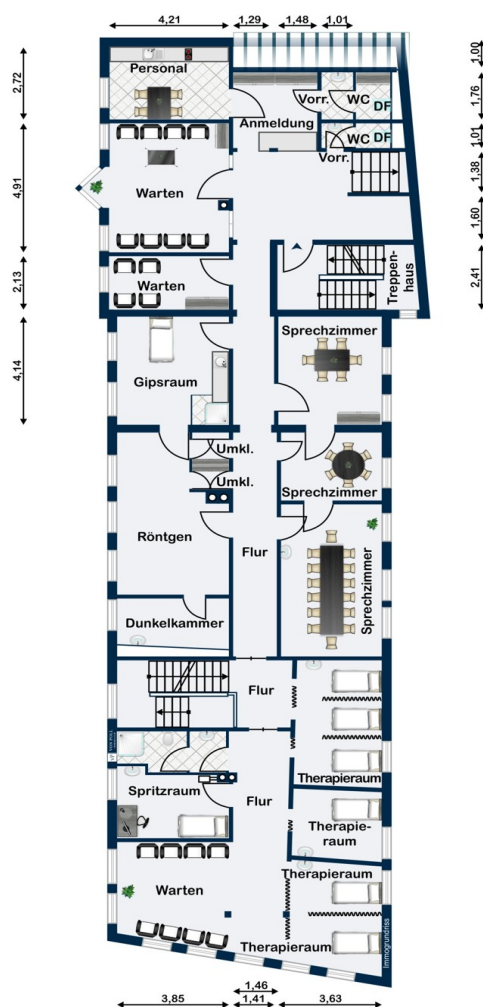 4,21
1,29
1,48
1,01
2,72
4,91
2,13
4,14
1,00
1,76
1,01
1,38
1,60
2,41
Personal
Vorr.
WC
DF
Anmeldung
WC
DF
Vorr.
Warten
Warten
Treppen-
haus
Sprechzimmer
Gipsraum
Umkl.
Sprechzimmer
Umkl.
Röntgen
Flur
Sprechzimmer
Dunkelkammer
Flur
Therapieraum
Spritzraum
Flur
Therapie-
raum
Therapieraum
Warten
Therapieraum
Immogrundriss
1,46
3,85
1,41
3,63